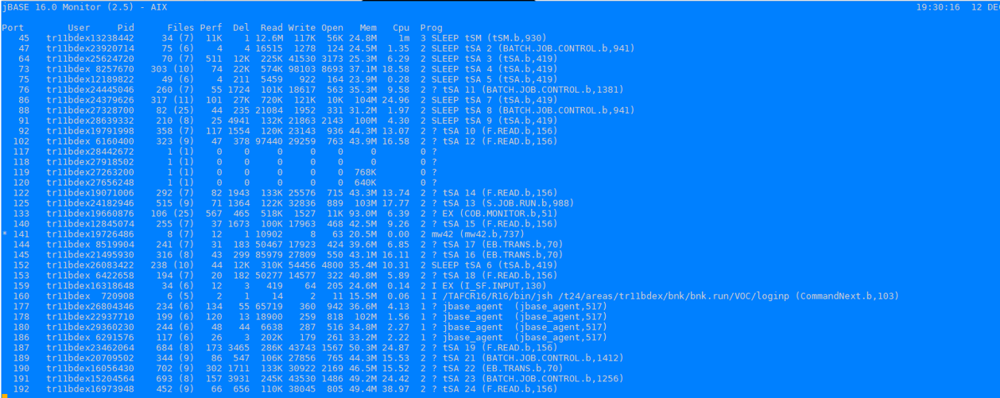 jBASE 16.0 Monitor (2.5) - AIX 19:30:16 12 DE
Port User Pid Files Perf Del Read Write Open Mem Cpu Prog
45 tr11bdex13238442 34 (7) 11K 1 12.6M 117K 56K 24.8M 1m 3 SLEEP tSM (tSM.b,930)
47 tr11bdex23920714 75 (6) 4 4 16515 1278 124 24.5M 1.35 2 SLEEP tSA 2 (BATCH.JOB.CONTROL.b,941)
64 tr11bdex25624720 70 (7) 511 12K 225K 41530 3173 25.3M 6.29 2 SLEEP tSA 3 (tSA.b,419)
73 tr11bdex 8257670 303 (10) 74 22K 574K 98103 8693 37.1M 18.58 2 SLEEP tSA 4 (tSA.b,419)
75 tr11bdex12189822 49 (6) 4 211 5459 922 164 23.9M 0.28 2 SLEEP tSA 5 (tSA.b,419)
76 tr11bdex24445046 260 (7) 55 1724 101K 18617 563 35.3M 9.58 2 ? tSA 11 (BATCH.JOB.CONTROL.b,1381)
86 tr11bdex24379626 317 (11) 101 27K 720K 121K 10K 104M 24.96 2 SLEEP tSA 7 (tSA.b,419)
88 tr11bdex27328700 82 (25) 44 235 21084 1952 331 31.2M 1.97 2 SLEEP tSA 8 (BATCH.JOB.CONTROL.b,941)
91 tr11bdex28639332 210 (8) 25 4941 132K 21863 2143 100M 4.30 2 SLEEP tSA 9 (tSA.b,419)
92 tr11bdex19791998 358 (7) 117 1554 120K 23143 936 44.3M 13.07 2 ? tSA 10 (F.READ.b,156)
102 tr11bdex 6160400 323 (9) 47 378 97440 29259 763 43.9M 16.58 2 ? tSA 12 (F.READ.b,156)
117 tr11bdex28442672 1 (1) 0 0 0 0 0 0 0 ?
118 tr11bdex27918502 1 (1) 0 0 0 0 0 0 0 ?
119 tr11bdex27263200 1 (1) 0 0 0 0 0 768K 0 ?
120 tr11bdex27656248 1 (1) 0 0 0 0 0 640K 0 ?
122 tr11bdex19071006 292 (7) 82 1943 133K 25576 715 43.3M 13.74 2 ? tSA 14 (F.READ.b,156)
125 tr11bdex24182946 515 (9) 71 1364 122K 32836 889 103M 17.77 2 ? tSA 13 (S.JOB.RUN.b,988)
133 tr11bdex19660876 106 (25) 567 465 518K 1527 11K 93.0M 6.39 2 ? EX (COB.MONITOR.b,51)
140 tr11bdex12845074 255 (7) 37 1673 100K 17963 468 42.5M 9.26 2 ? tSA 15 (F.READ.b,156)
* 141 tr11bdex19726486 8 (7) 12 1 10902 8 63 20.5M 0.00 2 mw42 (mw42.b,737)
144 tr11bdex 8519904 241 (7) 31 183 50467 17923 424 39.6M 6.85 2 ? tSA 17 (EB.TRANS.b,70)
145 tr11bdex21495930 316 (8) 43 299 85979 27809 550 43.1M 16.11 2 ? tSA 16 (EB.TRANS.b,70)
152 tr11bdex26083422 238 (10) 44 12K 310K 54456 4800 35.4M 10.31 2 SLEEP tSA 6 (tSA.b,419)
153 tr11bdex 6422658 194 (7) 20 182 50277 14577 322 40.8M 5.89 2 ? tSA 18 (F.READ.b,156)
159 tr11bdex16318648 34 (6) 12 3 419 64 205 24.6M 0.14 2 I EX (I_SF.INPUT,130)
160 tr11bdex 720908 6 (5) 2 1 14 2 11 15.5M 0.06 1 I /TAFCR16/R16/bin/jsh /t24/areas/tr11bdex/bnk/bnk.run/VOC/loginp (CommandNext.b,103)
177 tr11bdex26804346 234 (6) 134 55 65719 360 942 36.6M 4.13 1 ? jbase_agent (jbase_agent,517)
178 tr11bdex22937710 199 (6) 120 13 18900 259 818 102M 1.56 1 ? jbase_agent (jbase_agent,517)
180 tr11bdex29360230 244 (6) 48 44 6638 287 516 34.8M 2.27 1 ? jbase_agent (jbase_agent,517)
186 tr11bdex 6291576 117 (6) 26 3 202K 179 261 33.2M 2.22 1 ? jbase_agent (jbase_agent,517)
187 tr11bdex23462064 684 (8) 173 3465 286K 43743 1567 50.3M 24.87 2 ? tSA 19 (F.READ.b,156)
189 tr11bdex20709502 344 (9) 86 547 106K 27856 765 44.3M 15.53 2 ? tSA 21 (BATCH.JOB.CONTROL.b,1412)
190 tr11bdex16056430 702 (9) 302 1711 133K 30922 2169 46.5M 15.52 2 ? tSA 22 (EB.TRANS.b,70)
191 tr11bdex15204564 693 (8) 157 3931 245K 43530 1486 49.2M 24.42 2 ? tSA 23 (BATCH.JOB.CONTROL.b,1256)
192 tr11bdex16973948 452 (9) 66 656 110K 38045 805 49.4M 38.97 2 ? tSA 24 (F.READ.b,156)